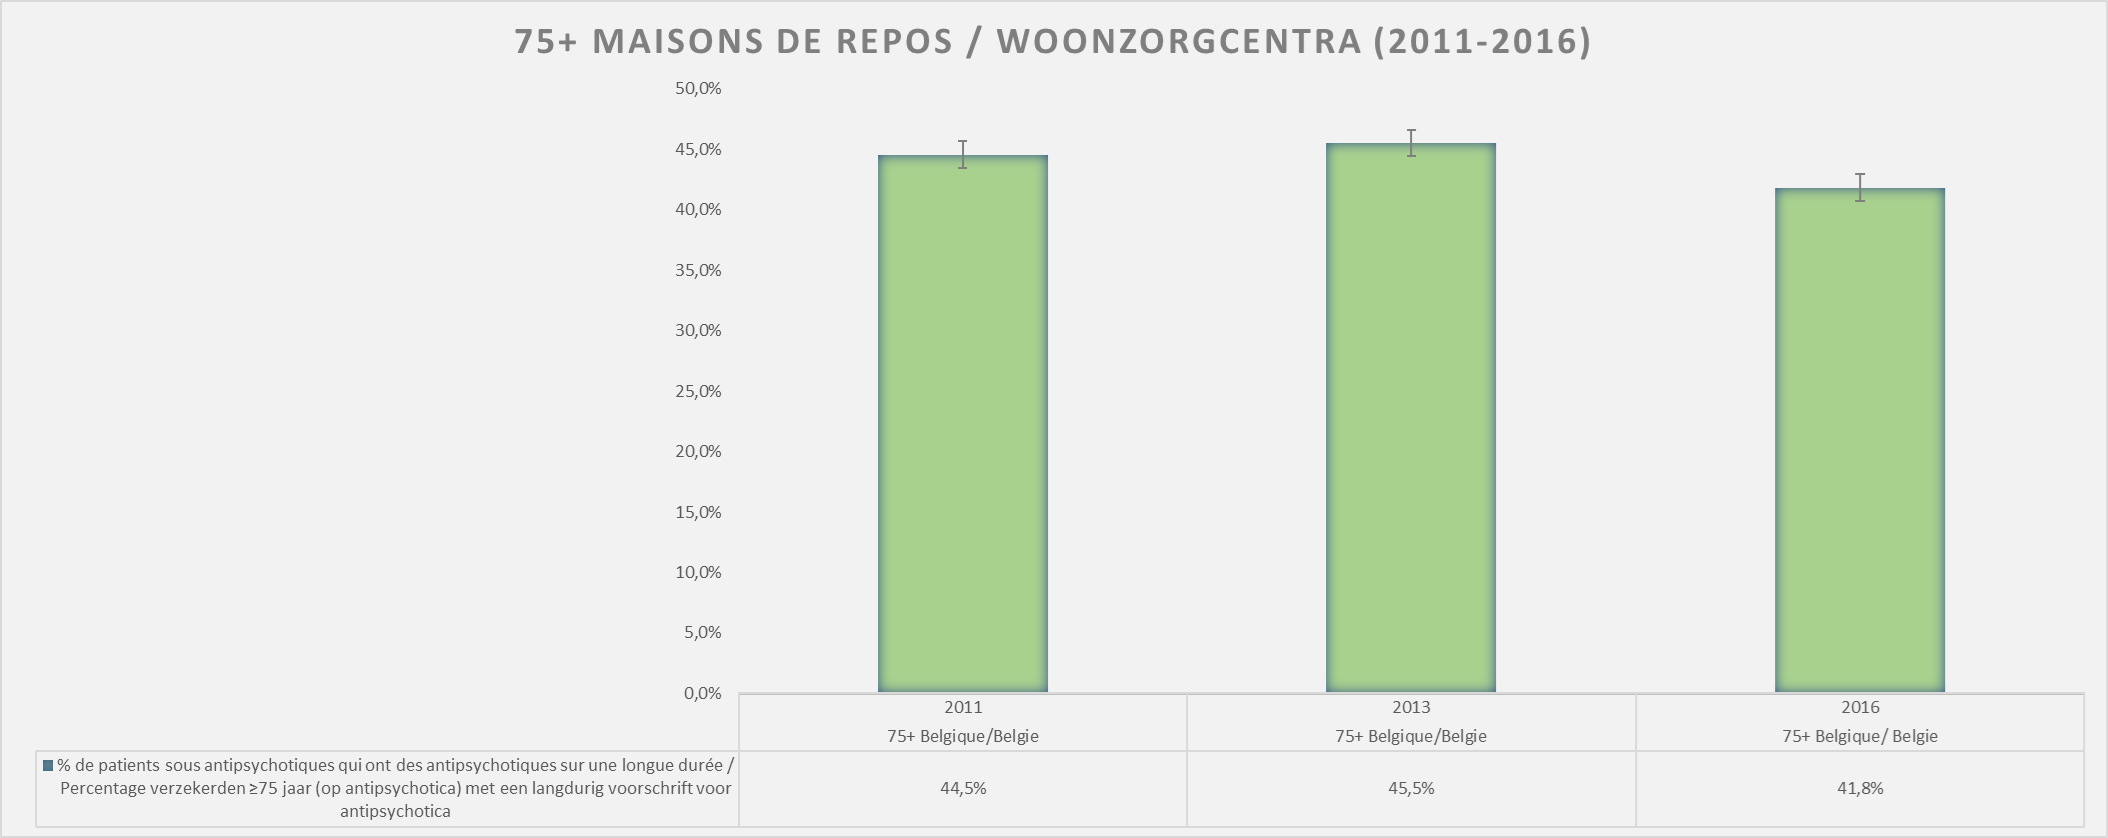 75+ MAISONS DE REPOS / WOONZORGCENTRA (2011-2016)
50,0%
45,0%
40,0%
35,0%
30,0%
25,0%
20,0%
15,0%
10,0%
5,0%
0,0%
2011
2013
2016
75+ Belgique/Belgie
75+ Belgique/Belgie
75+ Belgique/ Belgie
% de patients sous antipsychotiques qui ont des antipsychotiques sur une longue durée /
Percentage verzekerden ≥75 jaar (op antipsychotica) met een langdurig voorschrift voor
antipsychotica
44,5%
45,5%
41,8%